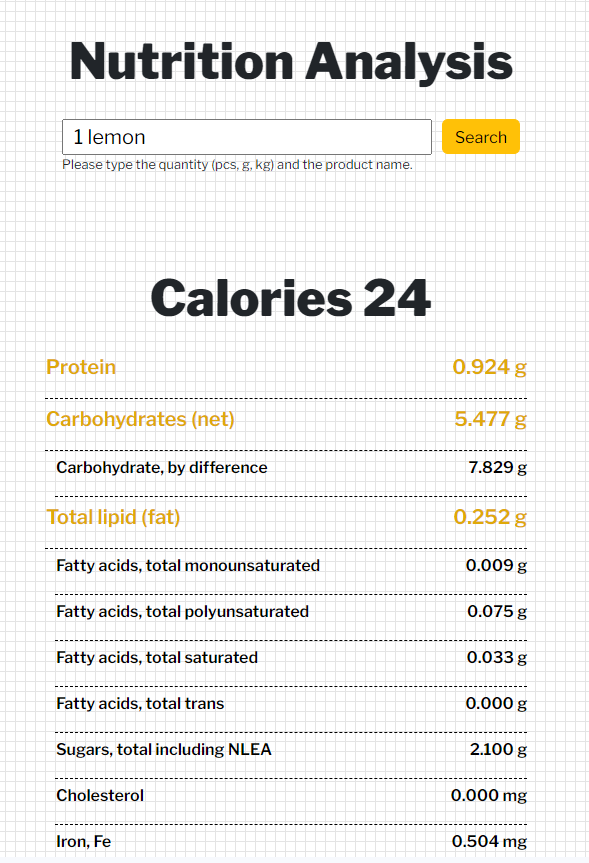 Nutrition Analysis
1 lemon Search
Please type the quantity (pcs, g, kg) and the product name.
Calories 24
Protein 0.924 g
Carbohydrates (net) 5.477 g
Carbohydrate, by difference 7.829 g
Total lipid (fat) 0.252 g
Fatty acids, total monounsaturated 0.009 g
Fatty acids, total polyunsaturated 0.075 g
Fatty acids, total saturated 0.033 g
Fatty acids, total trans 0.000 g
Sugars, total including NLEA 2.100 g
Cholesterol 0.000 mg
Iron, Fe 0.504 mg